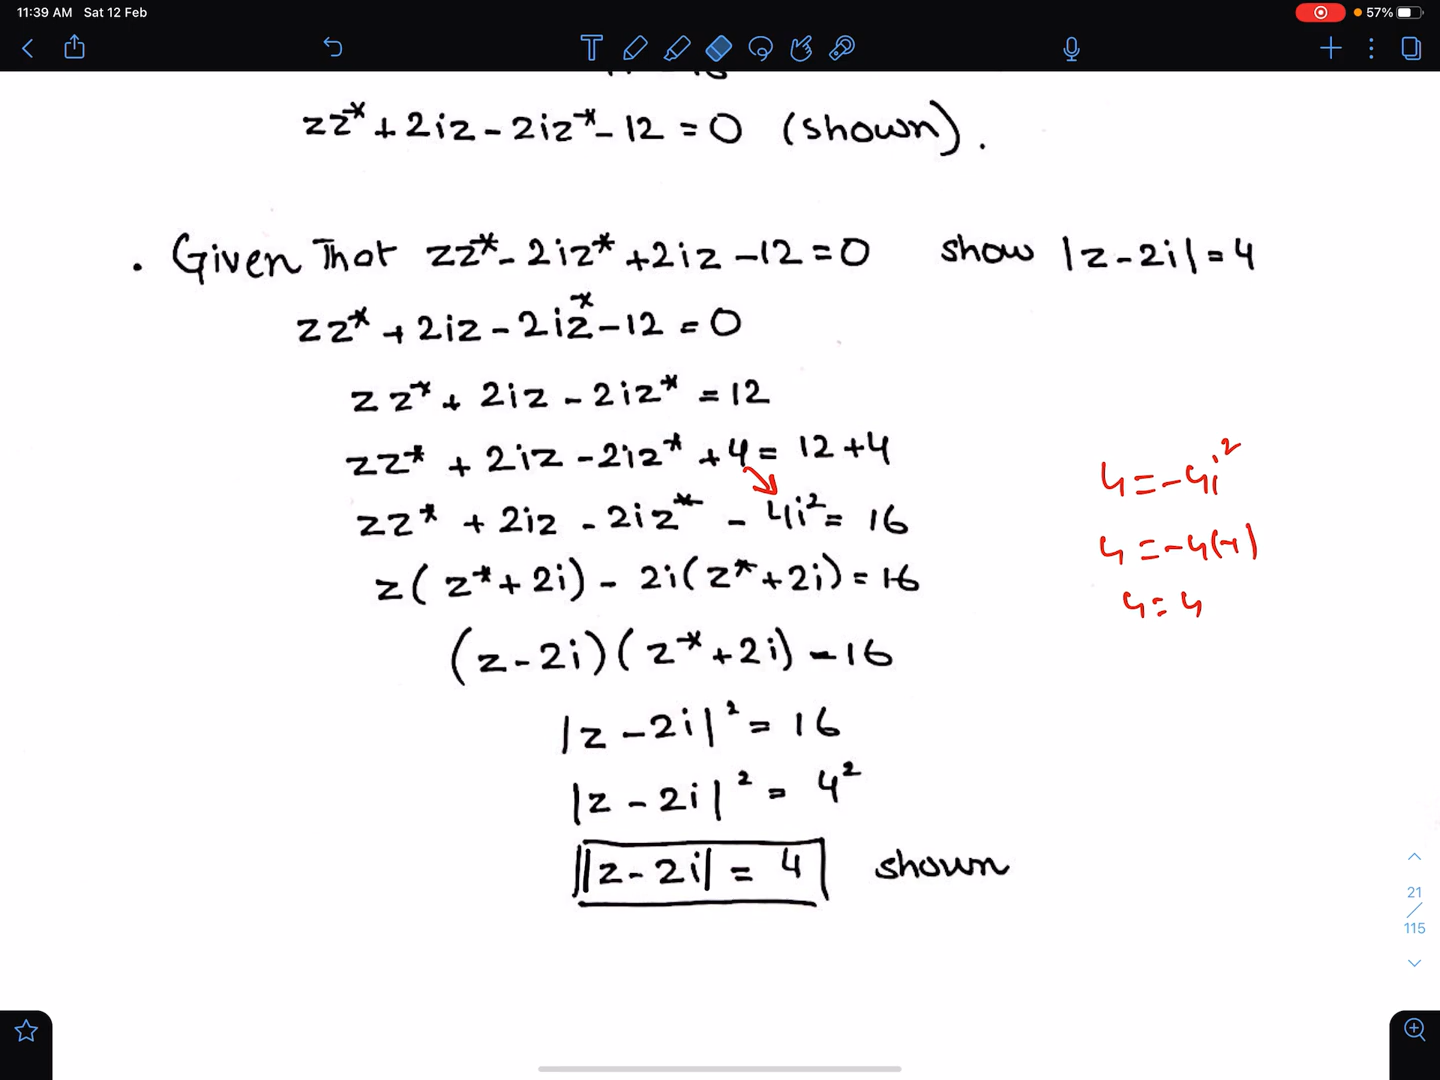 11:39 AM Sat 12 Feb
57%
zz* + 2iz - 2iz* - 12 = 0 (shown).
. Given That zz* - 2iz* + 2iz - 12 = 0 show |z - 2i| = 4
zz* + 2iz - 2iz* - 12 = 0
zz* + 2iz - 2iz* = 12
zz* + 2iz - 2iz* + 4 = 12 + 4
zz* + 2iz - 2iz* - 4i² = 16
z(z* + 2i) - 2i(z* + 2i) = 16
(z - 2i)(z* + 2i) = 16
|z - 2i|² = 16
|z - 2i|² = 4²
|z - 2i| = 4 shown
4 = -4i²
4 = -4(-1)
4 = 4
21
/
115